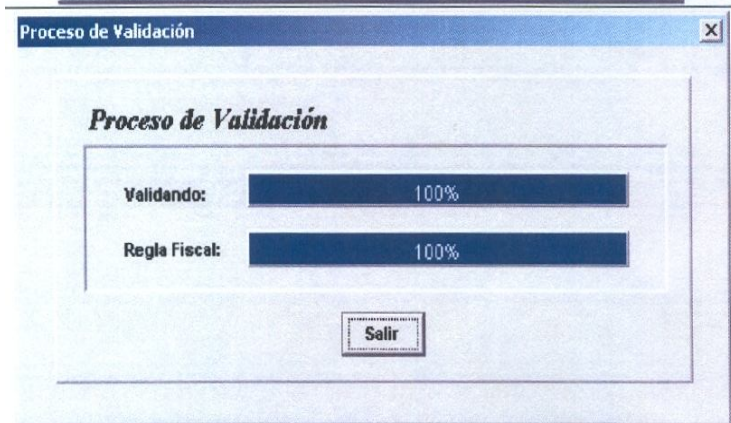 Proceso de Validación
Proceso de Validación
Validando: 100%
Regla Fiscal: 100%
Salir